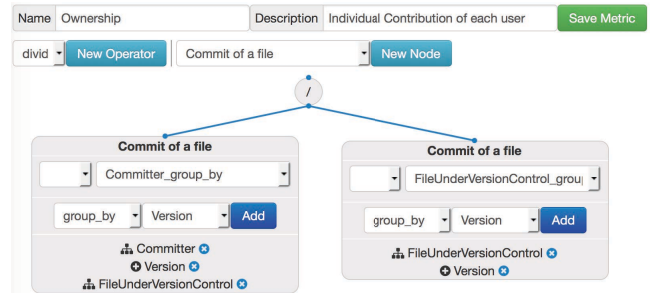 Name Ownership Description Individual Contribution of each user Save Metric
divid New Operator Commit of a file New Node
/
Commit of a file
Committer_group_by
group_by Version Add
Committer
Version
FileUnderVersionControl
Commit of a file
FileUnderVersionControl_grou
group_by Version Add
FileUnderVersionControl
Version